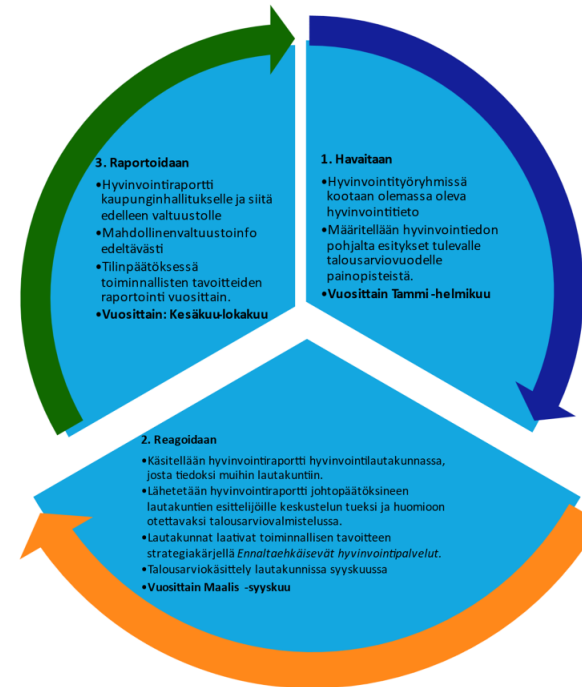 1. Havaitaan
•Hyvinvointityöryhmissä
kootaan olemassa oleva
hyvinvointitieto
•Määritellään hyvinvointiedon
pohjalta esitykset tulevalle
talousarviovuodelle
painopisteistä.
•Vuosittain Tammi -helmikuu
2. Reagoidaan
•Käsitellään hyvinvointiraportti hyvinvointilautakunnassa,
josta tiedoksi muihin lautakuntiin.
•Lähetetään hyvinvointiraportti johtopäätöksineen
lautakuntien esittelijöille keskustelun tueksi ja huomioon
otettavaksi talousarviovalmistelussa.
•Lautakunnat laativat toiminnallisen tavoitteen
strategiakärjellä Ennaltaehkäisevät hyvinvointipalvelut.
•Talousarviokäsittely lautakunnissa syyskuussa
•Vuosittain Maalis -syyskuu
3. Raportoidaan
•Hyvinvointiraportti
kaupunginhallitukselle ja siitä
edelleen valtuustolle
•Mahdollinenvaltuustoinfo
edeltävästi
•Tilinpäätöksessä
toiminnallisten tavoitteiden
raportointi vuosittain.
•Vuosittain: Kesäkuu-lokakuu